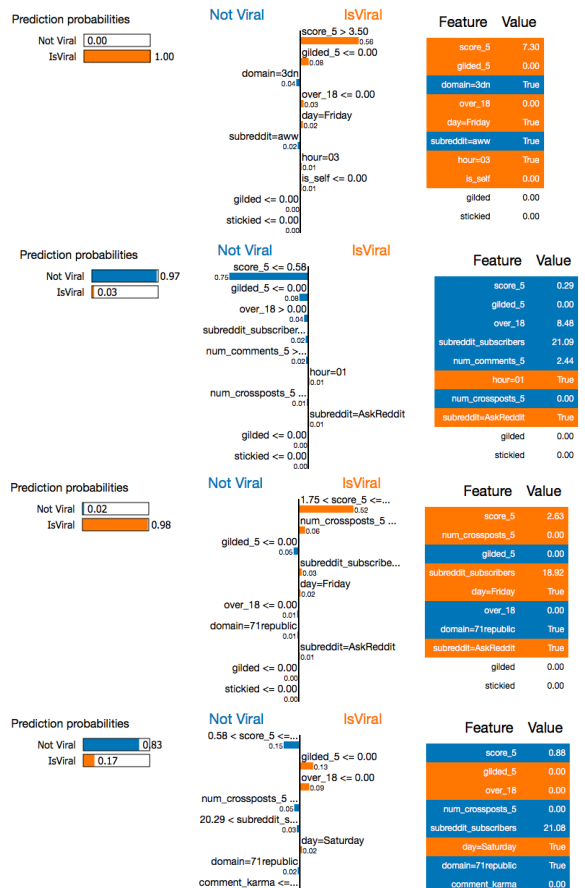 Not Viral IsViral
Prediction probabilities
Not Viral 0.00
IsViral 1.00
score_5 > 3.50
0.56
gilded_5 <= 0.00
0.08
domain=3dn
0.04
over_18 <= 0.00
0.03
day=Friday
0.02
subreddit=aww
0.02
hour=03
0.01
is_self <= 0.00
0.01
gilded <= 0.00
0.00
stickied <= 0.00
0.00
Feature Value
score_5 7.30
gilded_5 0.00
domain=3dn True
over_18 0.00
day=Friday True
subreddit=aww True
hour=03 True
is_self 0.00
gilded 0.00
stickied 0.00
Prediction probabilities
Not Viral 0.97
IsViral 0.03
Not Viral IsViral
score_5 <= 0.58
0.75
gilded_5 <= 0.00
0.08
over_18 > 0.00
0.04
subreddit_subscriber...
0.02
num_comments_5 >...
0.02
hour=01
0.01
num_crossposts_5 ...
0.01
subreddit=AskReddit
0.01
gilded <= 0.00
0.00
stickied <= 0.00
0.00
Feature Value
score_5 0.29
gilded_5 0.00
over_18 8.48
subreddit_subscribers 21.09
num_comments_5 2.44
hour=01 True
num_crossposts_5 0.00
subreddit=AskReddit True
gilded 0.00
stickied 0.00
Prediction probabilities
Not Viral 0.02
IsViral 0.98
Not Viral IsViral
1.75 < score_5 <=...
0.52
num_crossposts_5 ...
0.06
gilded_5 <= 0.00
0.05
subreddit_subscribe...
0.03
day=Friday
0.02
over_18 <= 0.00
0.01
domain=71republic
0.01
subreddit=AskReddit
0.01
gilded <= 0.00
0.00
stickied <= 0.00
0.00
Feature Value
score_5 2.63
num_crossposts_5 0.00
gilded_5 0.00
subreddit_subscribers 18.92
day=Friday True
over_18 0.00
domain=71republic True
subreddit=AskReddit True
gilded 0.00
stickied 0.00
Prediction probabilities
Not Viral 0.83
IsViral 0.17
Not Viral IsViral
0.58 < score_5 <=...
0.15
gilded_5 <= 0.00
0.13
over_18 <= 0.00
0.09
num_crossposts_5 ...
0.05
20.29 < subreddit_s...
0.03
day=Saturday
0.02
domain=71republic
0.02
comment_karma <=...
Feature Value
score_5 0.88
gilded_5 0.00
over_18 0.00
num_crossposts_5 0.00
subreddit_subscribers 21.08
day=Saturday True
domain=71republic True
comment_karma 0.00